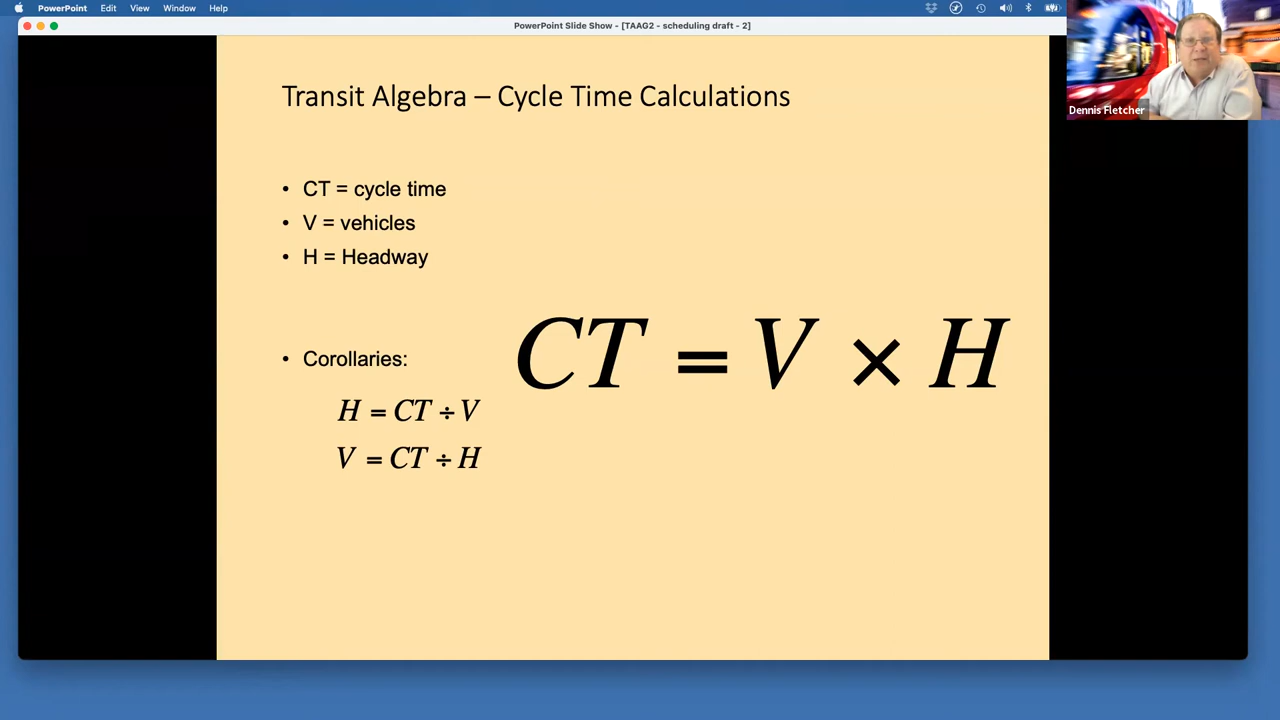 PowerPoint Edit View Window Help
PowerPoint Slide Show - [TAAG2 - scheduling draft - 2]
Dennis Fletcher
Transit Algebra – Cycle Time Calculations
• CT = cycle time
• V = vehicles
• H = Headway
CT = V × H
• Corollaries:
H = CT ÷ V
V = CT ÷ H